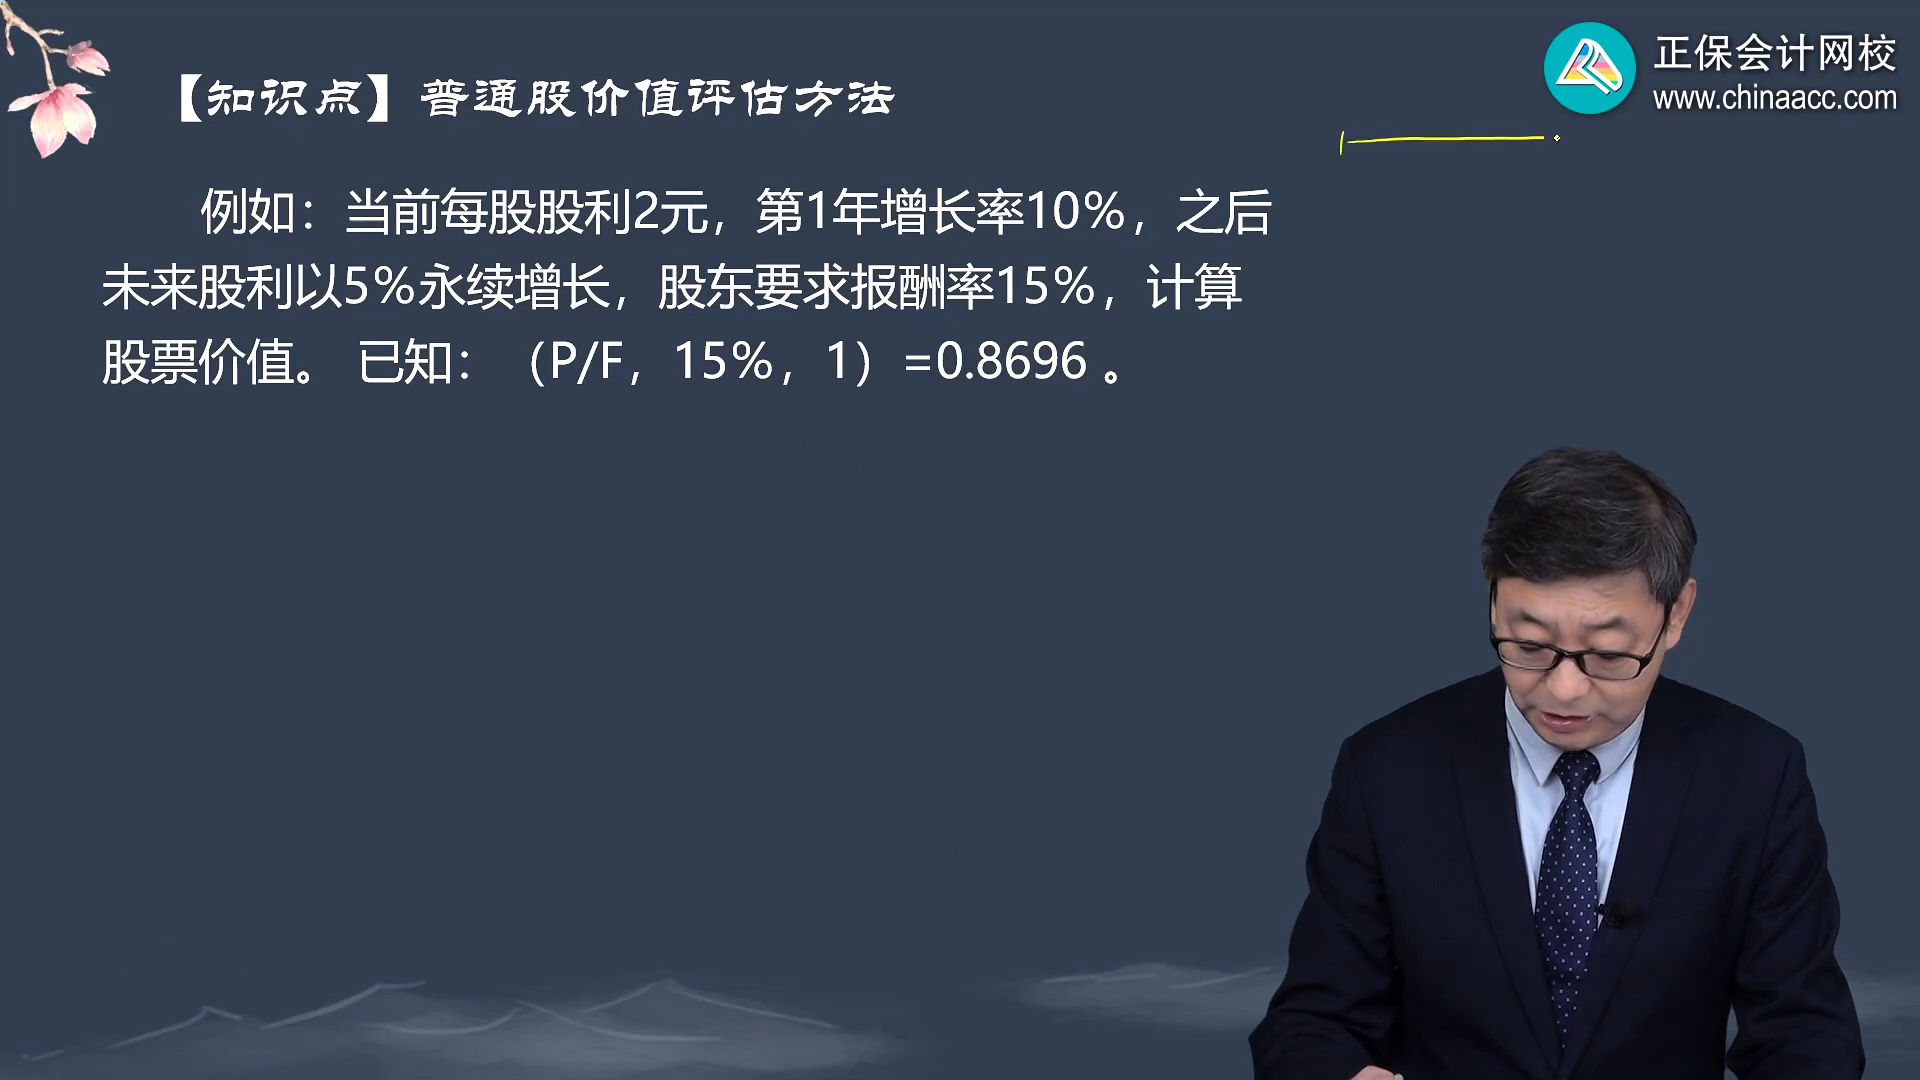 【知识点】普通股价值评估方法
正保会计网校
www.chinaacc.com
例如：当前每股股利2元，第1年增长率10%，之后
未来股利以5%永续增长，股东要求报酬率15%，计算
股票价值。 已知：（P/F，15%，1）=0.8696 。